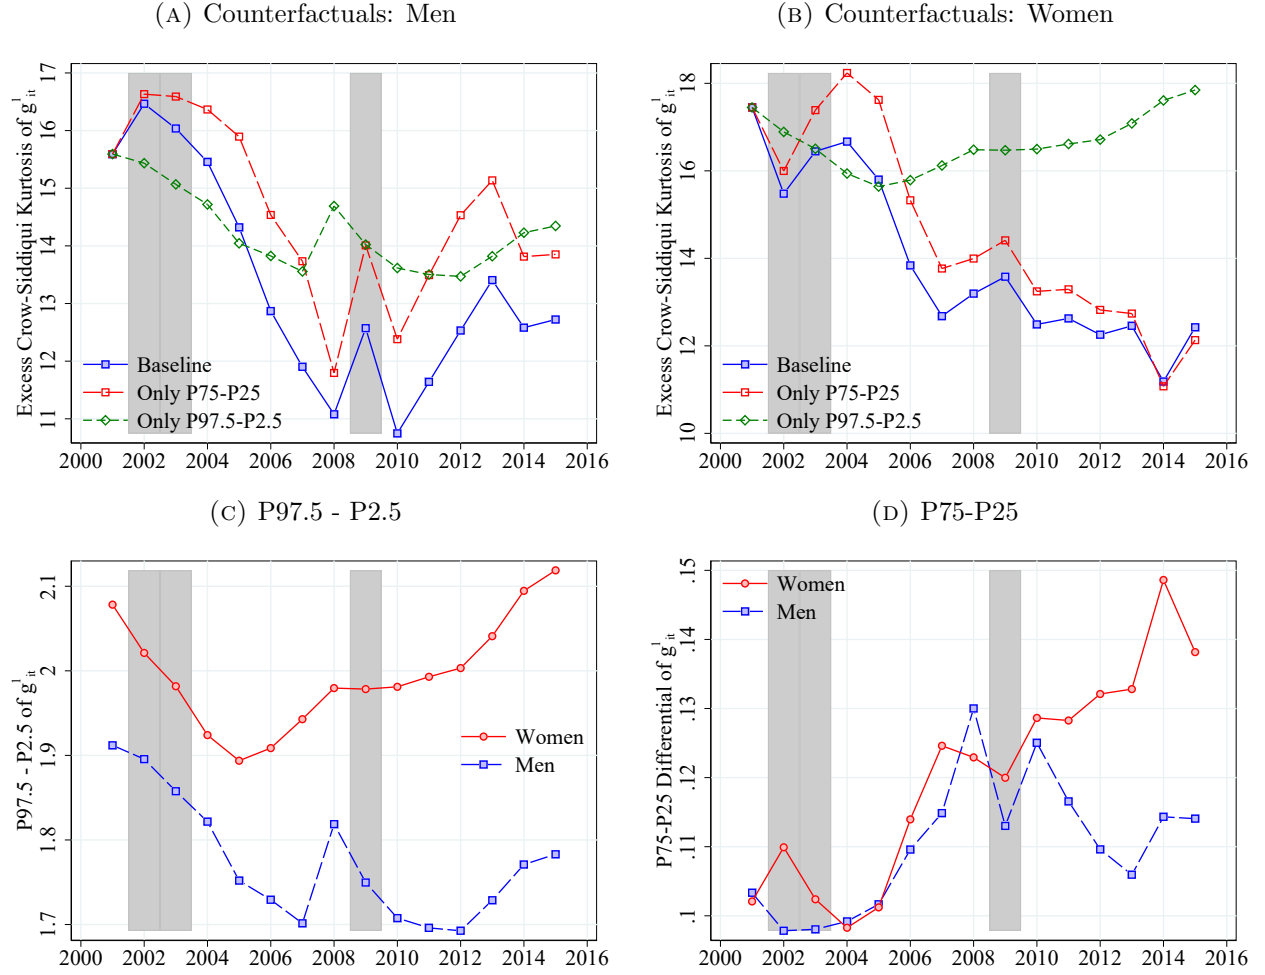 (A) Counterfactuals: Men
Excess Crow-Siddiqui Kurtosis of g¹it
17
16
15
14
13
12
11
Baseline
Only P75-P25
Only P97.5-P2.5
2000 2002 2004 2006 2008 2010 2012 2014 2016
(B) Counterfactuals: Women
Excess Crow-Siddiqui Kurtosis of g¹it
18
16
14
12
10
Baseline
Only P75-P25
Only P97.5-P2.5
2000 2002 2004 2006 2008 2010 2012 2014 2016
(C) P97.5 - P2.5
P97.5 - P2.5 of g¹it
2.1
2
1.9
1.8
1.7
Women
Men
2000 2002 2004 2006 2008 2010 2012 2014 2016
(D) P75-P25
P75-P25 Differential of g¹it
.15
.14
.13
.12
.11
.1
Women
Men
2000 2002 2004 2006 2008 2010 2012 2014 2016